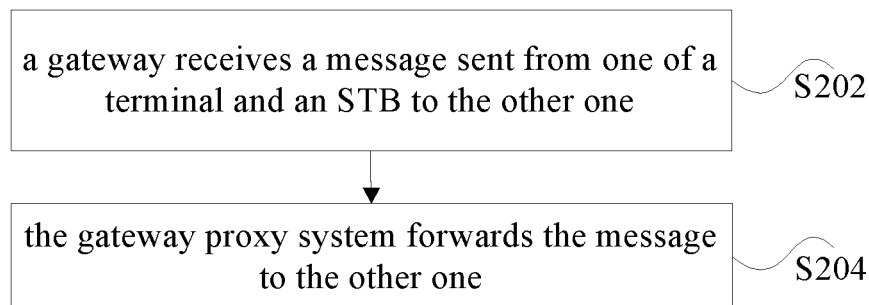 a gateway receives a message sent from one of a
terminal and an STB to the other one
S202
the gateway proxy system forwards the message
to the other one
S204